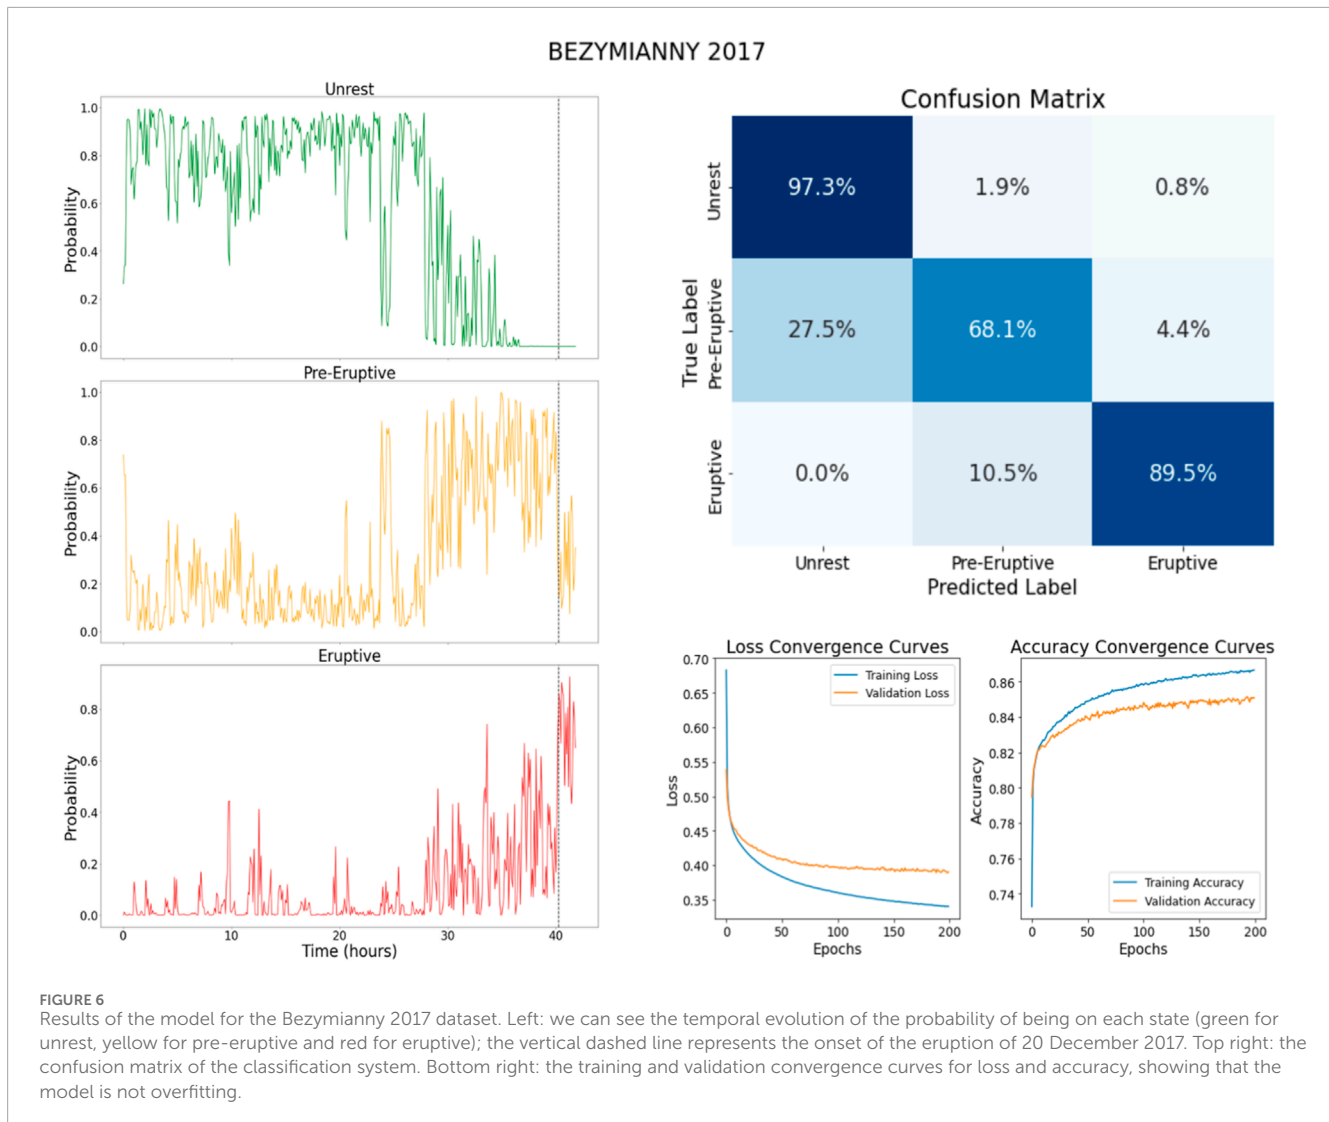 BEZYMIANNY 2017
Unrest
Probability
1.0
0.8
0.6
0.4
0.2
0.0
Pre-Eruptive
Probability
1.0
0.8
0.6
0.4
0.2
0.0
Eruptive
Probability
0.8
0.6
0.4
0.2
0.0
0 10 20 30 40
Time (hours)
Confusion Matrix
True Label
Unrest
97.3% 1.9% 0.8%
Pre-Eruptive
27.5% 68.1% 4.4%
Eruptive
0.0% 10.5% 89.5%
Unrest Pre-Eruptive Eruptive
Predicted Label
Loss Convergence Curves
Loss
0.70
0.65
0.60
0.55
0.50
0.45
0.40
0.35
Training Loss
Validation Loss
0 50 100 150 200
Epochs
Accuracy Convergence Curves
Accuracy
0.86
0.84
0.82
0.80
0.78
0.76
0.74
Training Accuracy
Validation Accuracy
0 50 100 150 200
Epochs
FIGURE 6
Results of the model for the Bezymianny 2017 dataset. Left: we can see the temporal evolution of the probability of being on each state (green for
unrest, yellow for pre-eruptive and red for eruptive); the vertical dashed line represents the onset of the eruption of 20 December 2017. Top right: the
confusion matrix of the classification system. Bottom right: the training and validation convergence curves for loss and accuracy, showing that the
model is not overfitting.